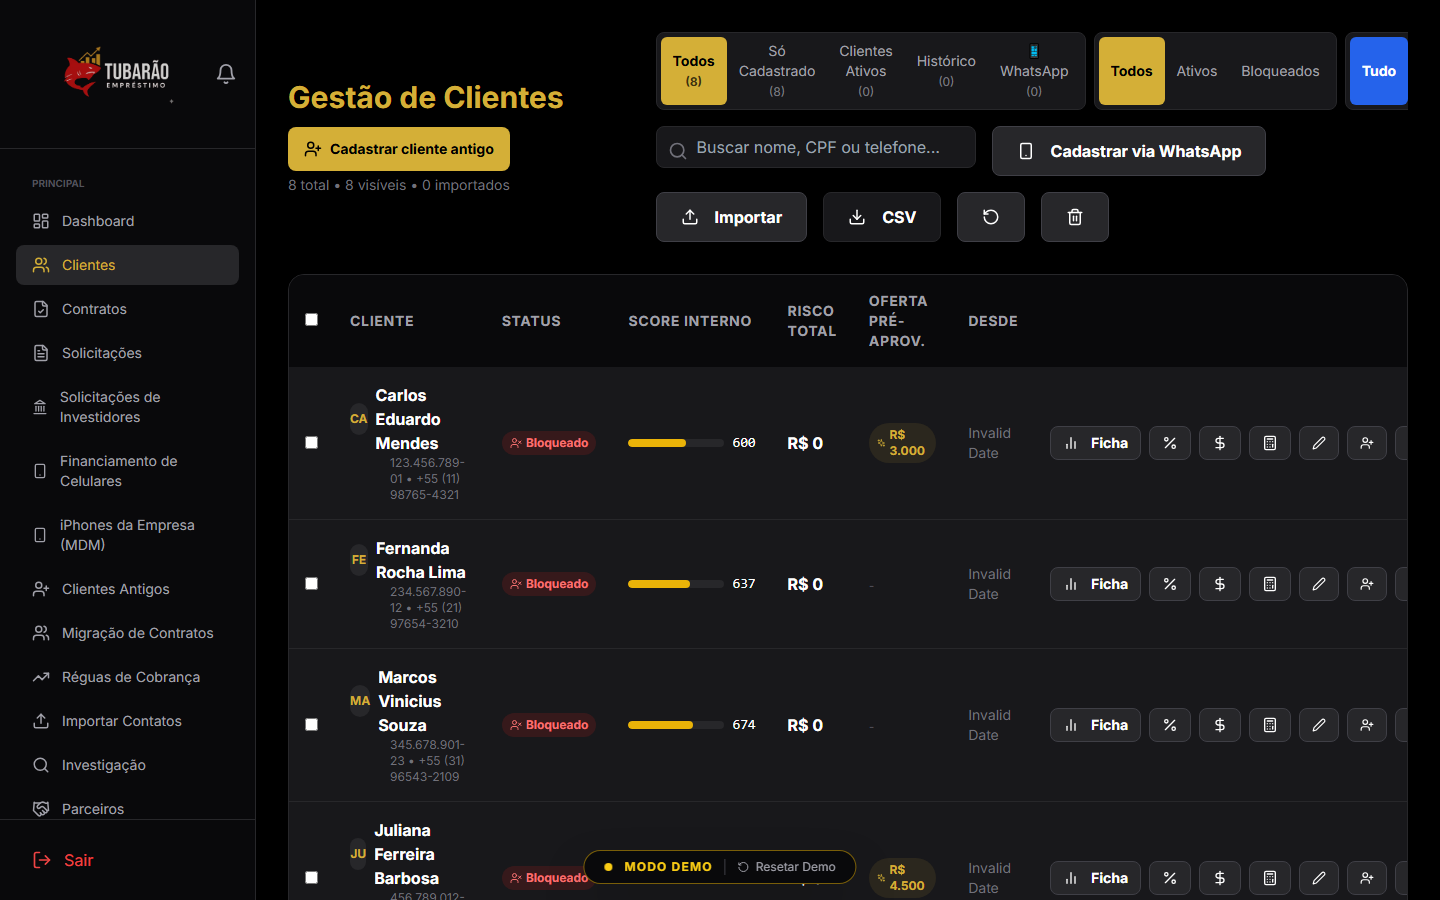 TUBARÃO
EMPRÉSTIMO
PRINCIPAL
Dashboard
Clientes
Contratos
Solicitações
Solicitações de
Investidores
Financiamento de
Celulares
iPhones da Empresa
(MDM)
Clientes Antigos
Migração de Contratos
Réguas de Cobrança
Importar Contatos
Investigação
Parceiros
Sair
Gestão de Clientes
Cadastrar cliente antigo
8 total • 8 visíveis • 0 importados
Todos
(8)
Só
Cadastrado
(8)
Clientes
Ativos
(0)
Histórico
(0)
WhatsApp
(0)
Todos
Ativos
Bloqueados
Tudo
Buscar nome, CPF ou telefone...
Cadastrar via WhatsApp
Importar
CSV
CLIENTE
STATUS
SCORE INTERNO
RISCO
TOTAL
OFERTA
PRÉ-
APROV.
DESDE
CA
Carlos
Eduardo
Mendes
123.456.789-
01 • +55 (11)
98765-4321
Bloqueado
600
R$ 0
R$
3.000
Invalid
Date
Ficha
FE
Fernanda
Rocha Lima
234.567.890-
12 • +55 (21)
97654-3210
Bloqueado
637
R$ 0
-
Invalid
Date
Ficha
MA
Marcos
Vinicius
Souza
345.678.901-
23 • +55 (31)
96543-2109
Bloqueado
674
R$ 0
-
Invalid
Date
Ficha
JU
Juliana
Ferreira
Barbosa
456.789.012-
Bloqueado
R$
4.500
Invalid
Date
Ficha
MODO DEMO
Resetar Demo